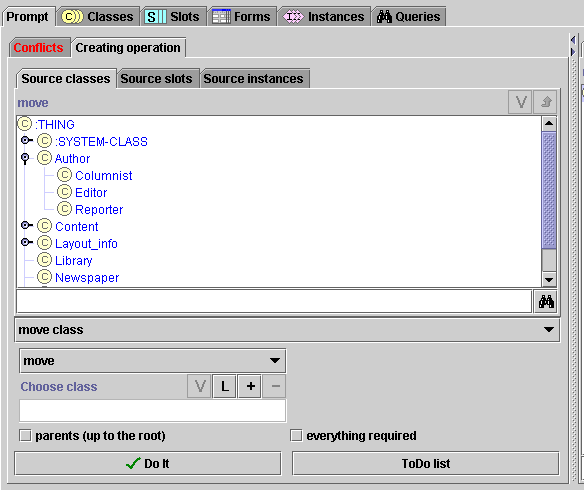 Prompt C Classes S Slots Forms Instances Queries
Conflicts Creating operation
Source classes Source slots Source instances
move V
C :THING
C :SYSTEM-CLASS
C Author
C Columnist
C Editor
C Reporter
C Content
C Layout_info
C Library
C Newspaper
move class
move
Choose class V L + −
parents (up to the root) everything required
Do It ToDo list